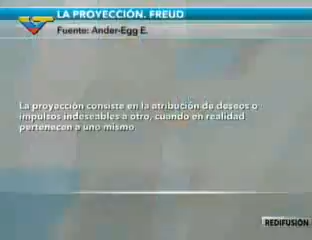 LA PROYECCIÓN. FREUD
Fuente: Ander-Egg E.
La proyección consiste en la atribución de deseos o
impulsos indeseables a otro, cuando en realidad
pertenecen a uno mismo.
REDIFUSIÓN